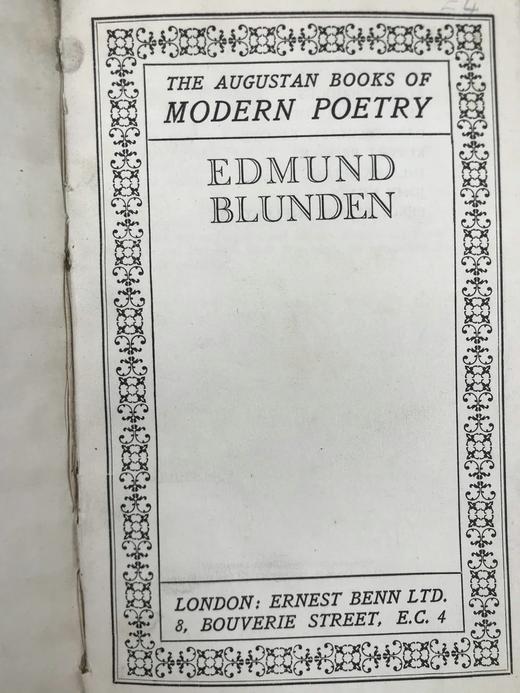 THE AUGUSTAN BOOKS OF
MODERN POETRY
EDMUND
BLUNDEN
LONDON: ERNEST BENN LTD.
8, BOUVERIE STREET, E.C. 4